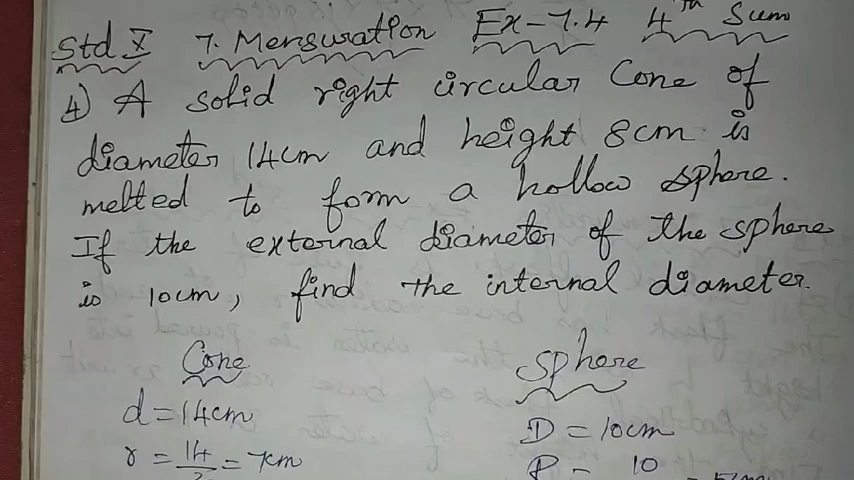 Std X 7. Mensuration Ex-7.4 4th Sum
4) A solid right circular Cone of
diameter 14cm and height 8cm is
melted to form a hollow sphere.
If the external diameter of the sphere
is 10cm, find the internal diameter.
Cone Sphere
d = 14cm D = 10cm
r = 14/2 = 7cm R = 10